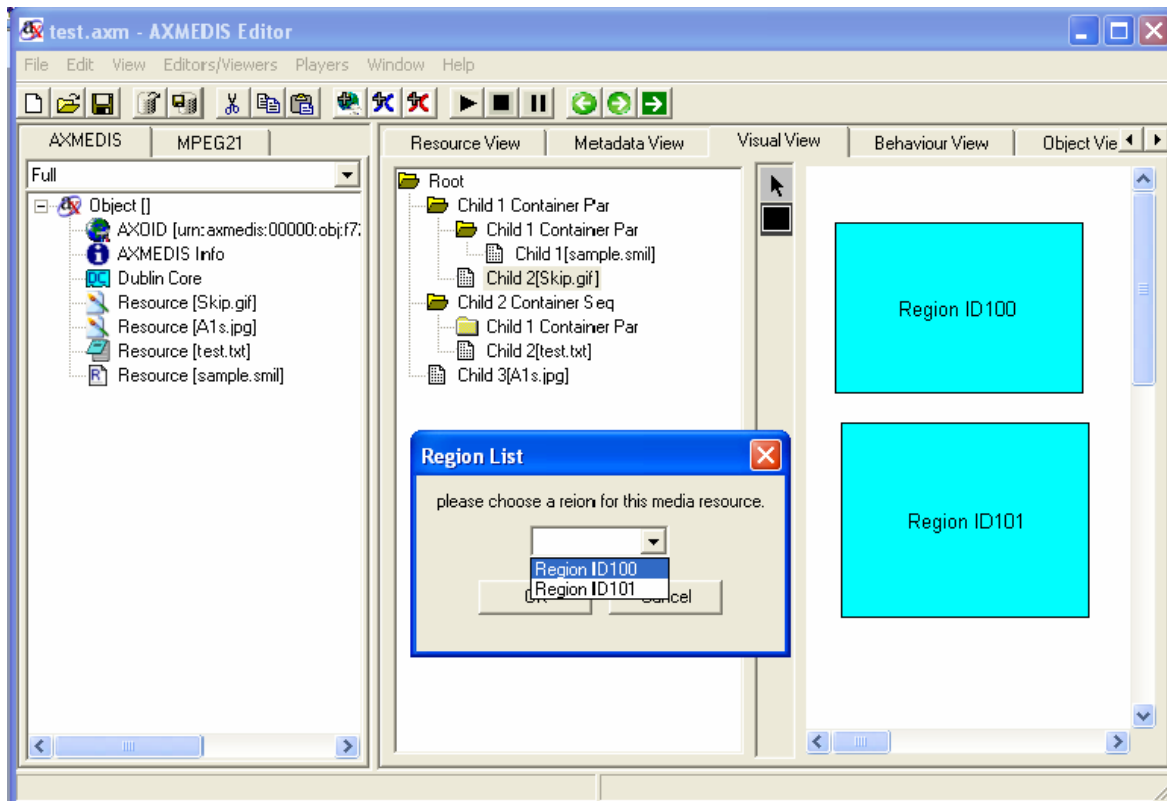 test.axm - AXMEDIS Editor
File Edit View Editors/Viewers Players Window Help
AXMEDIS MPEG21
Full
Object []
AXOID [urn:axmedis:00000:obj:f7:
AXMEDIS Info
DC Dublin Core
Resource [Skip.gif]
Resource [A1s.jpg]
Resource [test.txt]
Resource [sample.smil]
Resource View Metadata View Visual View Behaviour View Object Vie
Root
Child 1 Container Par
Child 1 Container Par
Child 1[sample.smil]
Child 2[Skip.gif]
Child 2 Container Seq
Child 1 Container Par
Child 2[test.txt]
Child 3[A1s.jpg]
Region ID100
Region ID101
Region List
please choose a reion for this media resource.
Region ID100
Region ID101
OK Cancel